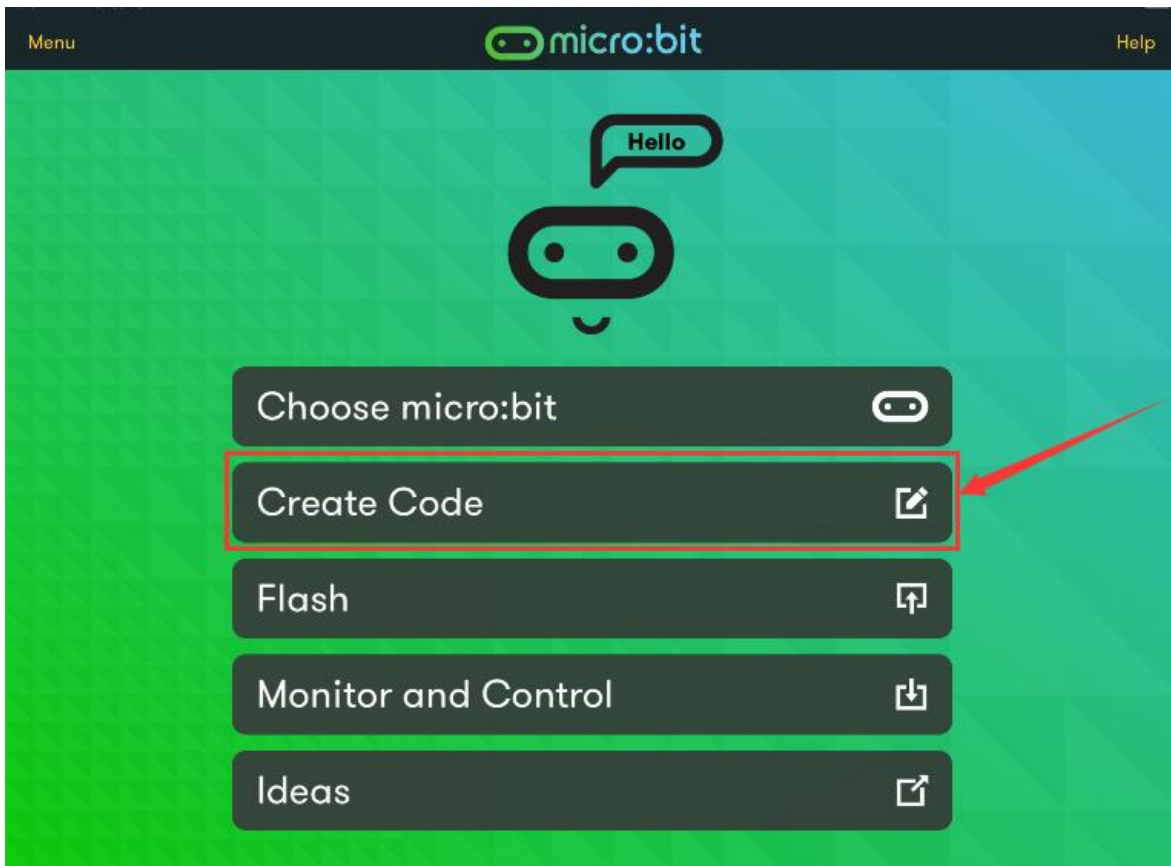 Menu
micro:bit
Help
Hello
Choose micro:bit
Create Code
Flash
Monitor and Control
Ideas